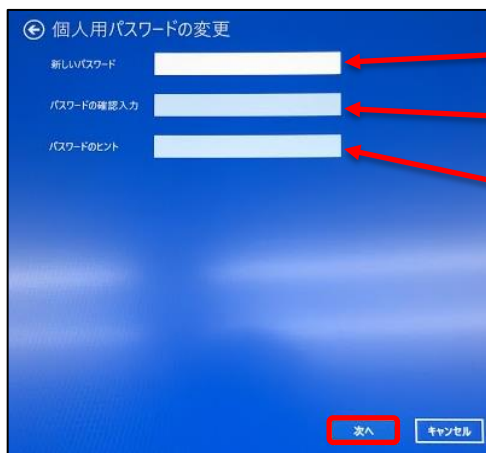 個人用パスワードの変更
新しいパスワード
パスワードの確認入力
パスワードのヒント
次へ
キャンセル